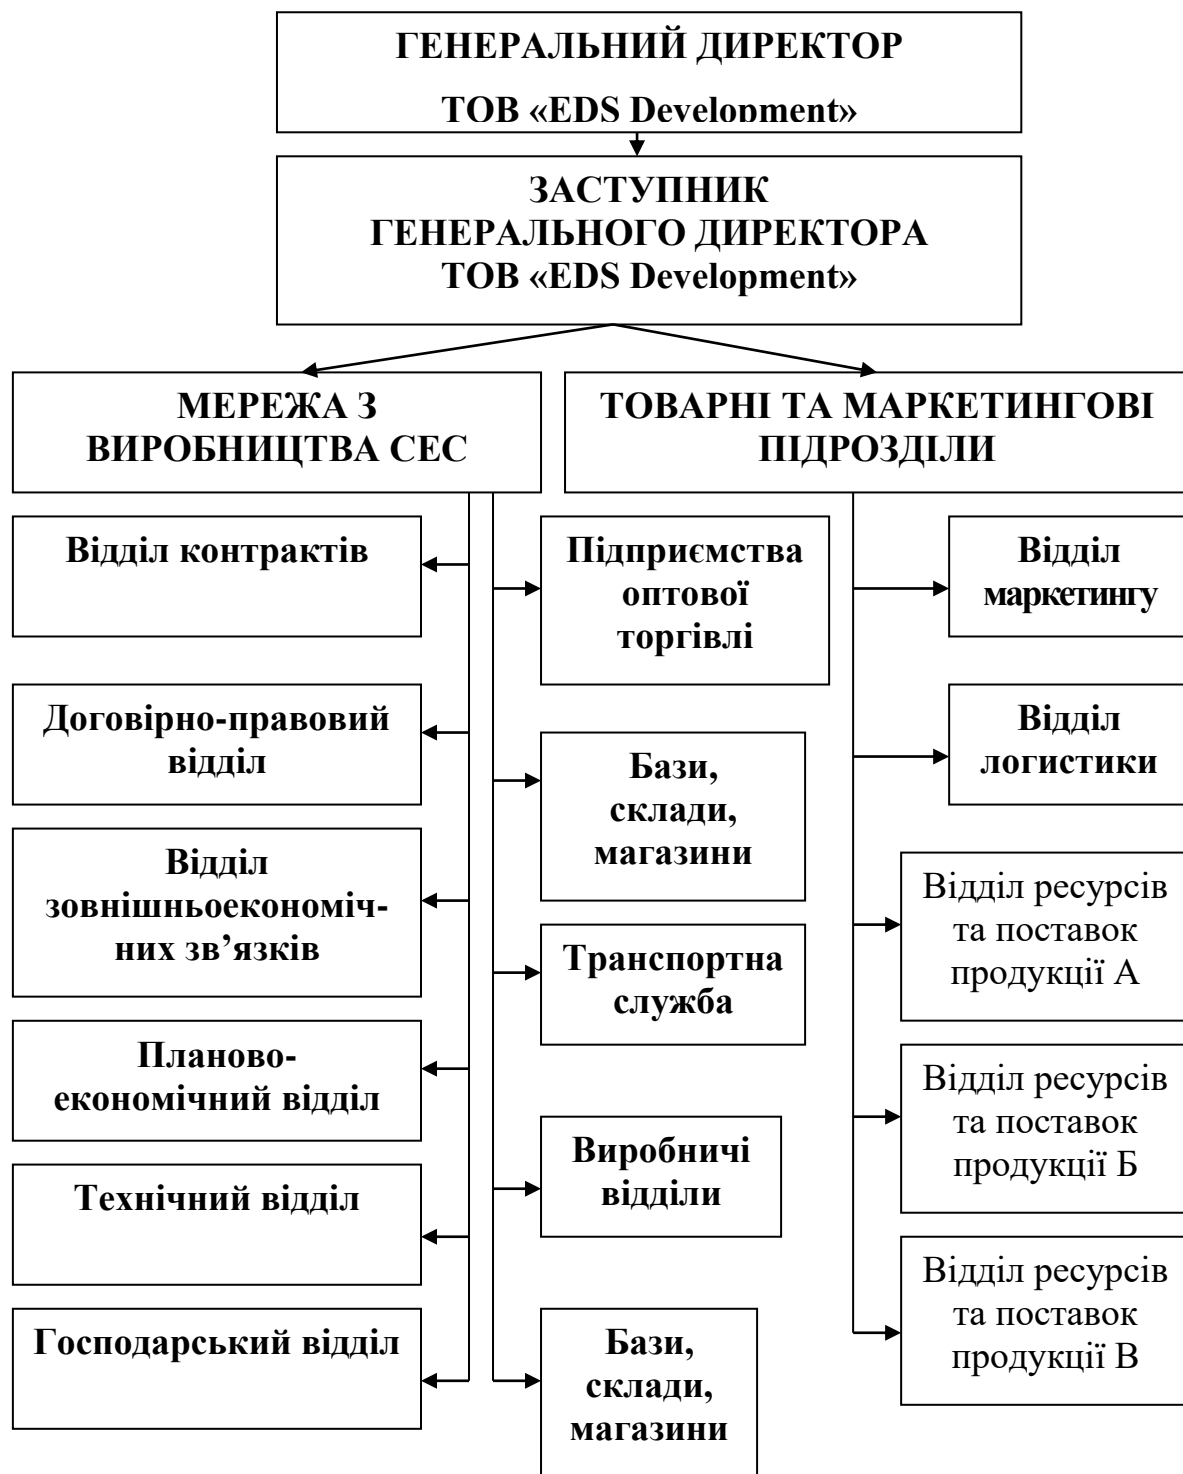 ГЕНЕРАЛЬНИЙ ДИРЕКТОР
ТОВ «EDS Development»
ЗАСТУПНИК
ГЕНЕРАЛЬНОГО ДИРЕКТОРА
ТОВ «EDS Development»
МЕРЕЖА З
ВИРОБНИЦТВА СЕС
ТОВАРНІ ТА МАРКЕТИНГОВІ
ПІДРОЗДІЛИ
Відділ контрактів
Договірно-правовий
відділ
Відділ
зовнішньоекономіч-
них зв’язків
Планово-
економічний відділ
Технічний відділ
Господарський відділ
Підприємства
оптової
торгівлі
Бази,
склади,
магазини
Транспортна
служба
Виробничі
відділи
Бази,
склади,
магазини
Відділ
маркетингу
Відділ
логистики
Відділ ресурсів
та поставок
продукції А
Відділ ресурсів
та поставок
продукції Б
Відділ ресурсів
та поставок
продукції В